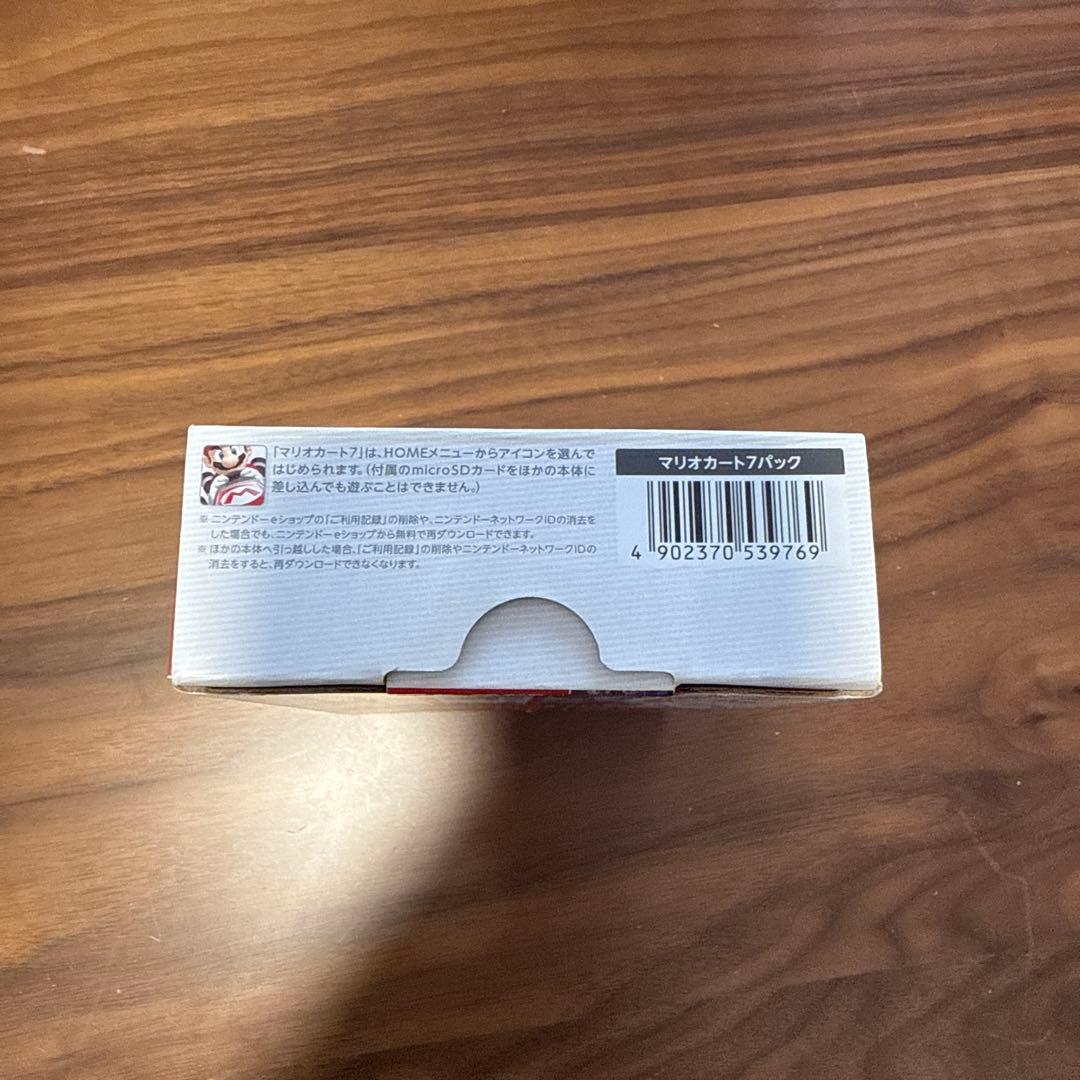 「マリオカート7」は、HOMEメニューからアイコンを選んで
はじめられます。(付属のmicroSDカードをほかの本体に
差し込んでも遊ぶことはできません。)
※ニンテンドーeショップの「ご利用記録」の削除や、ニンテンドーネットワークIDの消去を
した場合でも、ニンテンドーeショップから無料で再ダウンロードできます。
※ほかの本体へ引っ越しした場合、「ご利用記録」の削除やニンテンドーネットワークIDの
消去をすると、再ダウンロードできなくなります。
マリオカート7パック
4 902370 539769